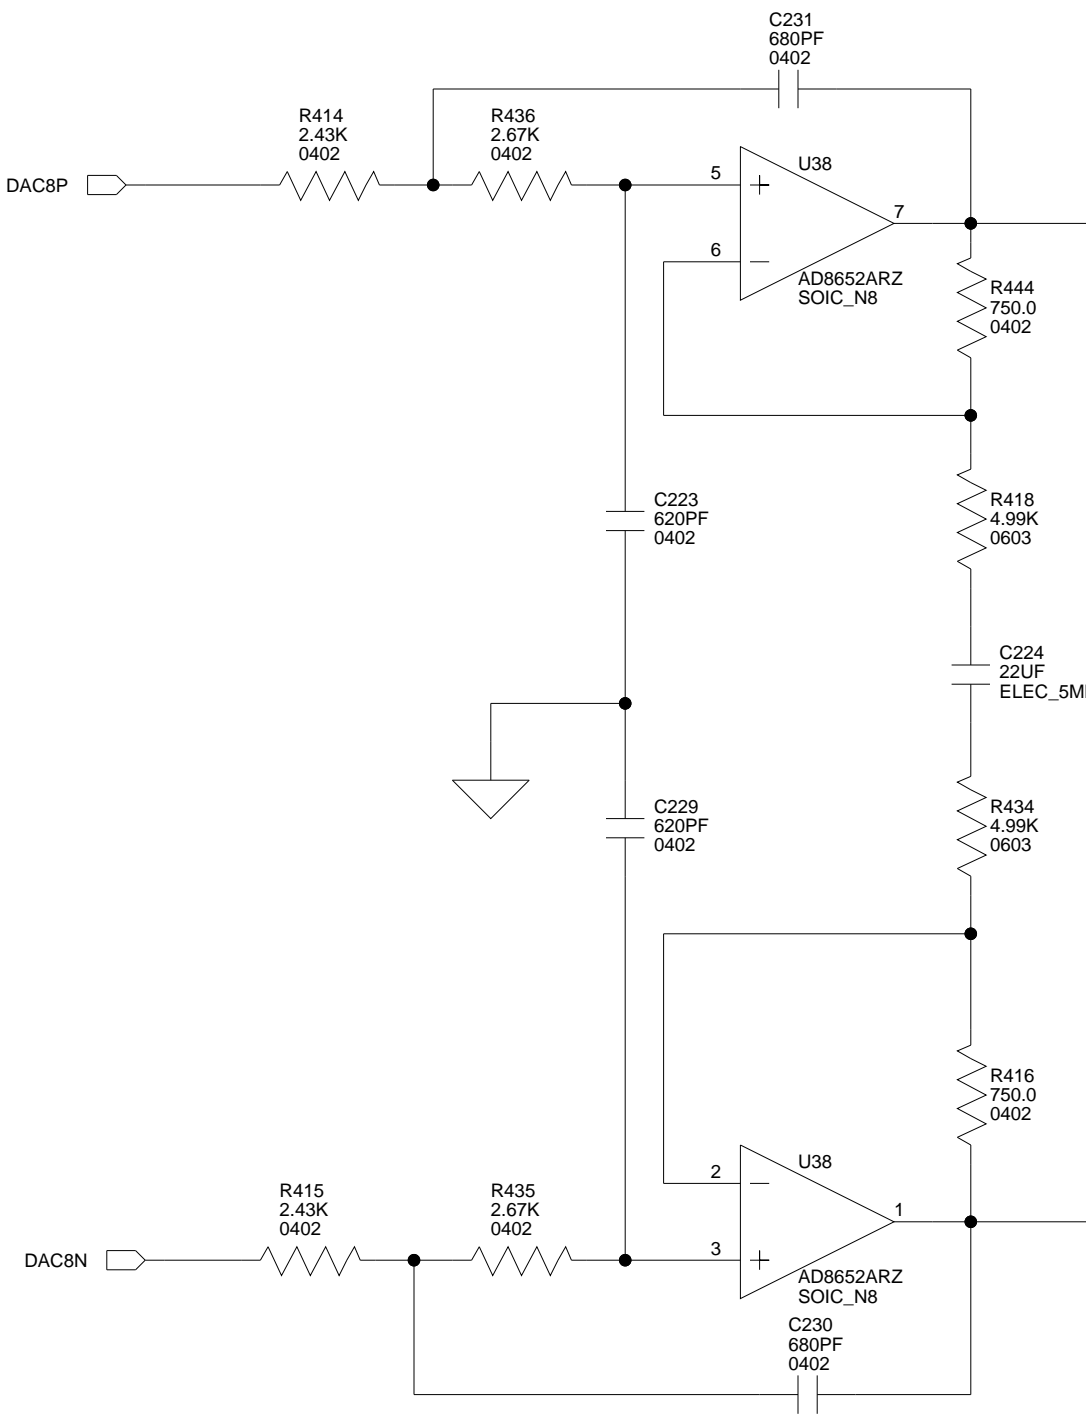 C231
680PF
0402
R414
2.43K
0402
R436
2.67K
0402
DAC8P
5
U38
7
6
AD8652ARZ
SOIC_N8
R444
750.0
0402
C223
620PF
0402
R418
4.99K
0603
C224
22UF
C229
620PF
0402
R434
4.99K
0603
R416
750.0
0402
R415
2.43K
0402
R435
2.67K
0402
2
U38
1
DAC8N
3
AD8652ARZ
SOIC_N8
C230
680PF
0402